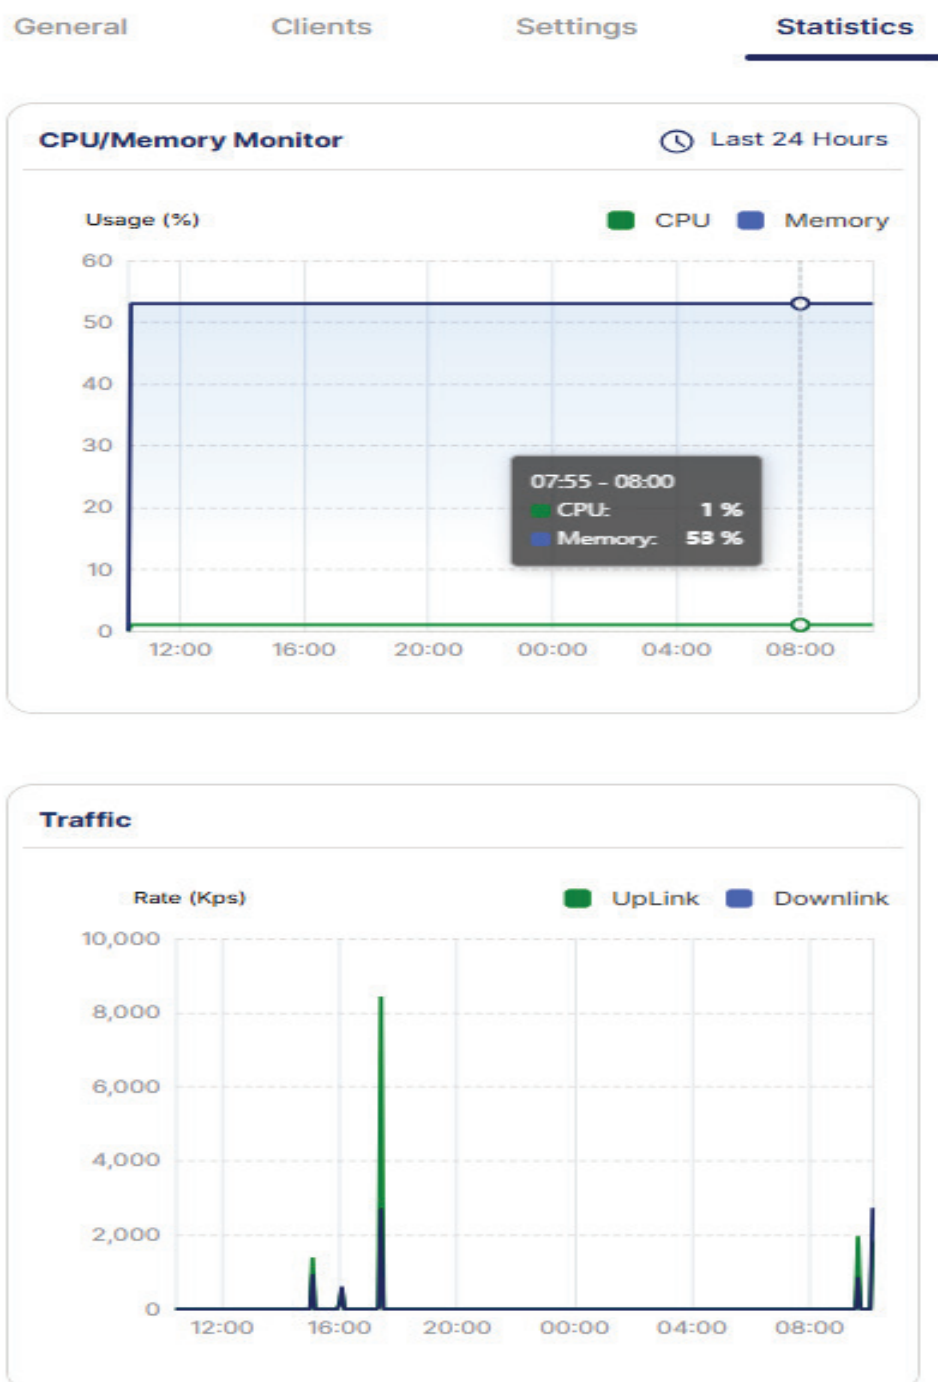 General Clients Settings Statistics
CPU/Memory Monitor Last 24 Hours
Usage (%) CPU Memory
60
50
40
30
20
10
0
07:55 - 08:00
CPU: 1 %
Memory: 53 %
12:00 16:00 20:00 00:00 04:00 08:00
Traffic
Rate (Kps) UpLink Downlink
10,000
8,000
6,000
4,000
2,000
0
12:00 16:00 20:00 00:00 04:00 08:00